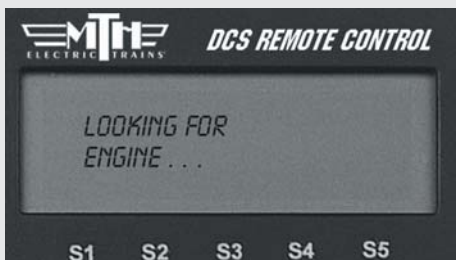 MTH
ELECTRIC TRAINS
DCS REMOTE CONTROL
LOOKING FOR
ENGINE . . .
S1 S2 S3 S4 S5